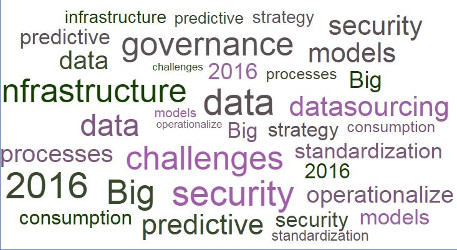 infrastructure predictive strategy security
predictive governance models
data challenges 2016 processes Big
nfrastructure data datasourcing
data models operationalize Big strategy consumption
processes challenges standardization
2016 Big security 2016 operationalize
consumption predictive security models
standardization